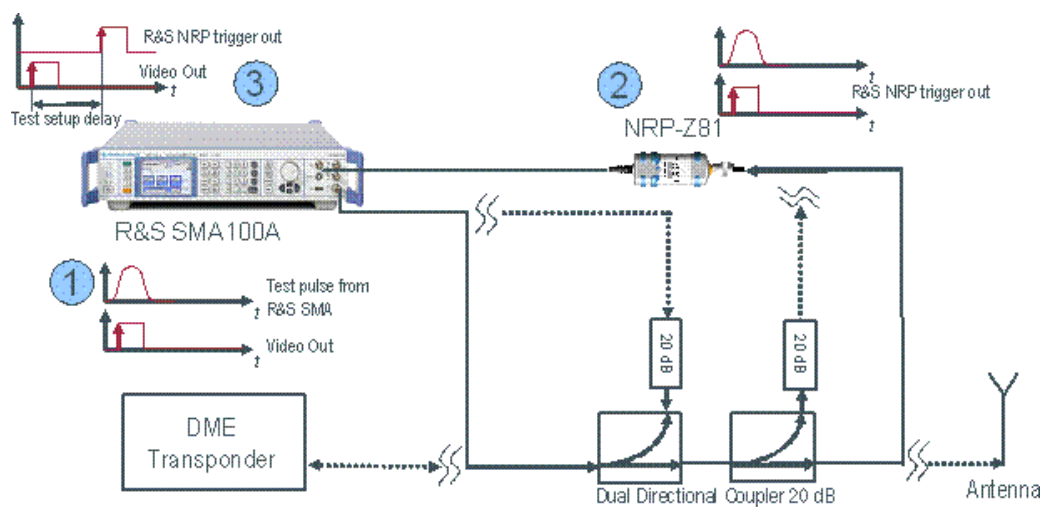 R&S NRP trigger out
Video Out
t
Test setup delay
3
2
t
R&S NRP trigger out
t
NRP-Z81
R&S SMA100A
1
Test pulse from
t R&S SMA
Video Out
t
20 dB
20 dB
DME
Transponder
Dual Directional Coupler 20 dB
Antenna